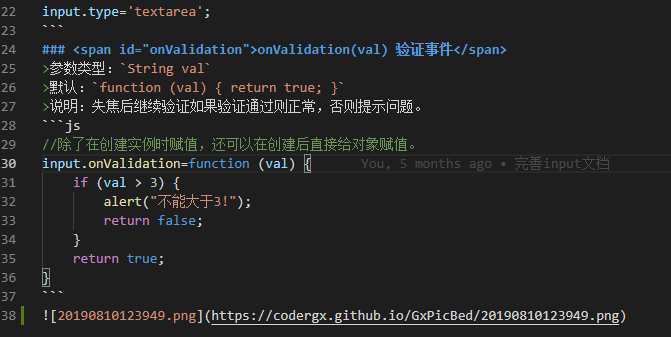 22 input.type='textarea';
23 ```
24 ### <span id="onValidation">onValidation(val) 验证事件</span>
25 >参数类型：`String val`
26 >默认：`function (val) { return true; }`
27 >说明：失焦后继续验证如果验证通过则正常，否则提示问题。
28 ```js
29 //除了在创建实例时赋值，还可以在创建后直接给对象赋值。
30 input.onValidation=function (val) { You, 5 months ago • 完善input文档
31 if (val > 3) {
32 alert("不能大于3!");
33 return false;
34 }
35 return true;
36 }
37 ```
38 ![20190810123949.png](https://codergx.github.io/GxPicBed/20190810123949.png)